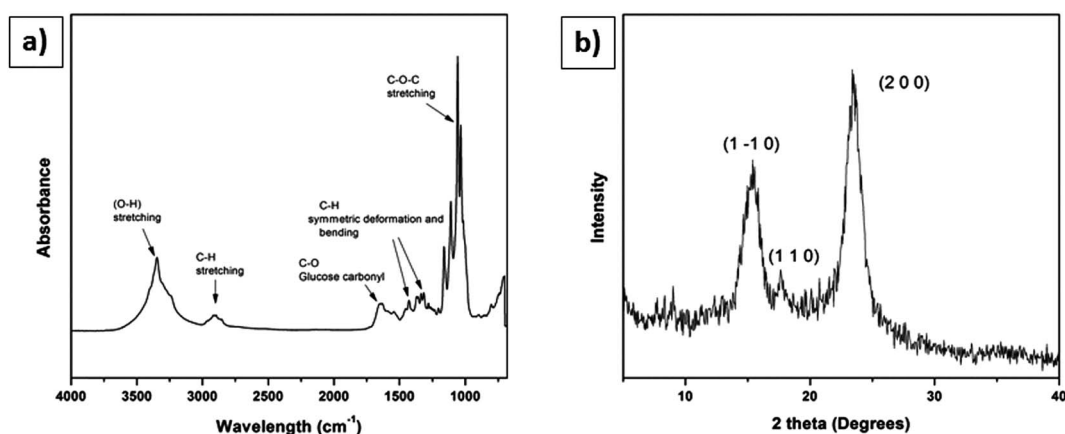 a)
Absorbance
(O-H)
stretching
C-H
stretching
C-O
Glucose carbonyl
C-H
symmetric deformation and
bending
C-O-C
stretching
4000 3500 3000 2500 2000 1500 1000
Wavelength (cm⁻¹)
b)
Intensity
(1 -1 0)
(1 1 0)
(2 0 0)
10 20 30 40
2 theta (Degrees)